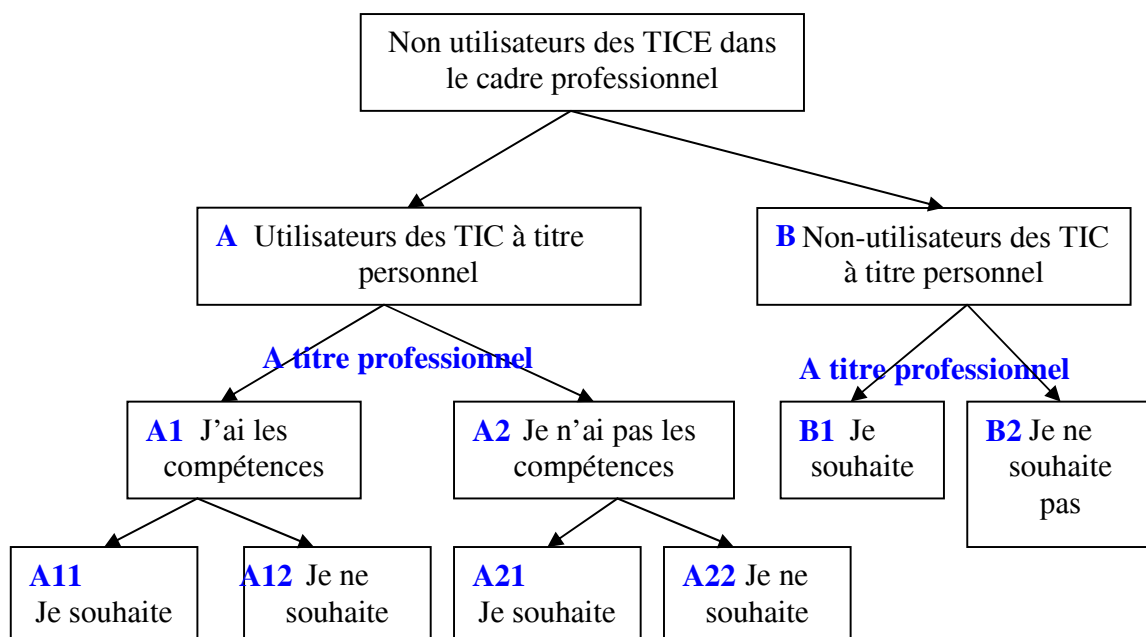 Non utilisateurs des TICE dans
le cadre professionnel
A Utilisateurs des TIC à titre
personnel
B Non-utilisateurs des TIC
à titre personnel
A titre professionnel
A titre professionnel
A1 J’ai les
compétences
A2 Je n’ai pas les
compétences
B1 Je
souhaite
B2 Je ne
souhaite
pas
A11
Je souhaite
A12 Je ne
souhaite
A21
Je souhaite
A22 Je ne
souhaite